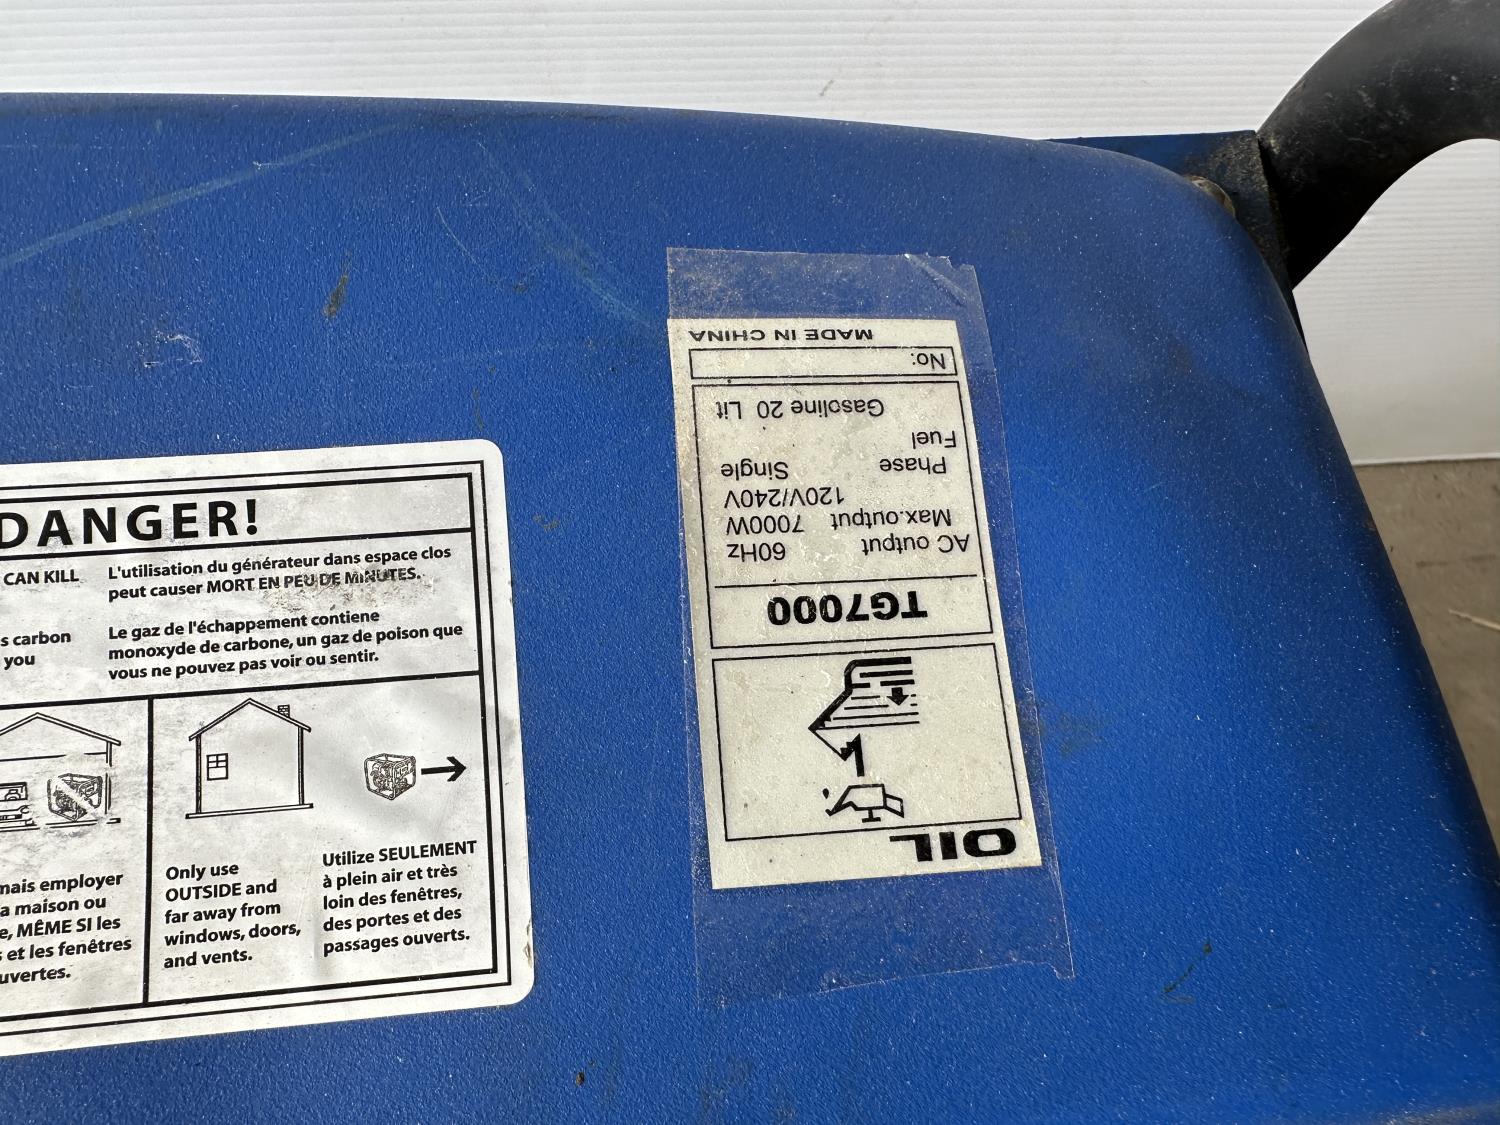 DANGER!
CAN KILL
s carbon
you
L'utilisation du générateur dans espace clos
peut causer MORT EN PEU DE MINUTES.
Le gaz de l'échappement contiene
monoxyde de carbone, un gaz de poison que
vous ne pouvez pas voir ou sentir.
mais employer
a maison ou
e, MÊME SI les
s et les fenêtres
uvertes.
Only use
OUTSIDE and
far away from
windows, doors,
and vents.
Utilize SEULEMENT
à plein air et très
loin des fenêtres,
des portes et des
passages ouverts.
OIL
TG7000
AC output 60Hz
Max.output 7000W
120V/240V
Phase Single
Fuel
Gasoline 20 Lit
No:
MADE IN CHINA